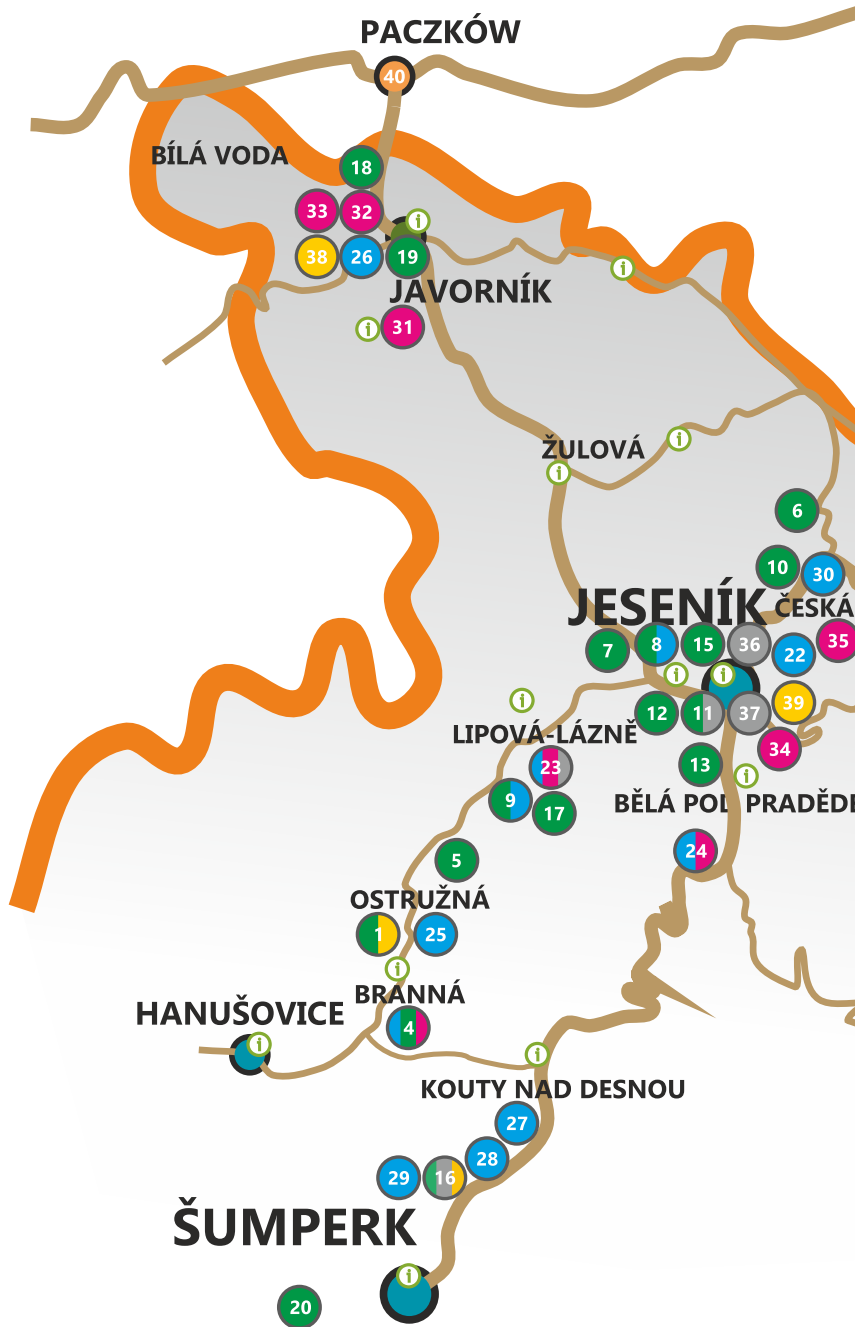 PACZKÓW
40
BÍLÁ VODA
18
33
32
i
38
26
19
i
JAVORNÍK
i
31
ŽULOVÁ
i
i
6
10
30
JESENÍK
ČESKÁ
7
8
15
36
22
35
i
i
i
12
11
37
39
LIPOVÁ-LÁZNĚ
34
23
13
i
9
17
BĚLÁ POD PRADĚDE
24
5
OSTRUŽNÁ
1
25
i
BRANNÁ
HANUŠOVICE
4
i
i
KOUTY NAD DESNOU
27
28
29
16
ŠUMPERK
i
20